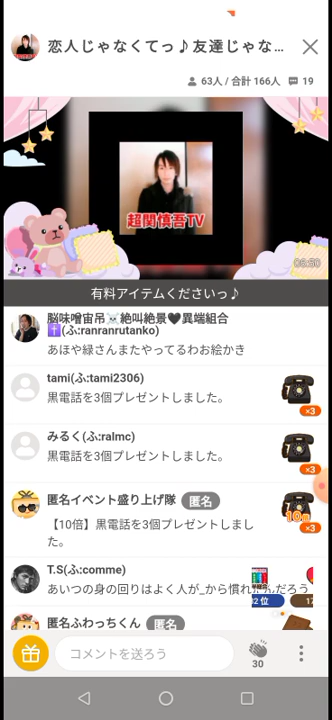 恋人じゃなくてっ♪友達じゃな…
63人 / 合計 166人 19
超関慎吾TV
06:30
有料アイテムくださいっ♪
脳味噌宙吊☠️絶叫絶景🖤異端組合
✝️(ふ:ranranrutanko)
あほや緑さんまたやってるわお絵かき
tami(ふ:tami2306)
黒電話を3個プレゼントしました。
×3
みるく(ふ:ralmc)
黒電話を3個プレゼントしました。
×3
匿名イベント盛り上げ隊 匿名
【10倍】黒電話を3個プレゼントしまし
た。
10倍
×3
T.S(ふ:comme)
あいつの身の回りはよく人が_から慣れたんだろう
匿名ふわっちくん 匿名
コメントを送ろう
30